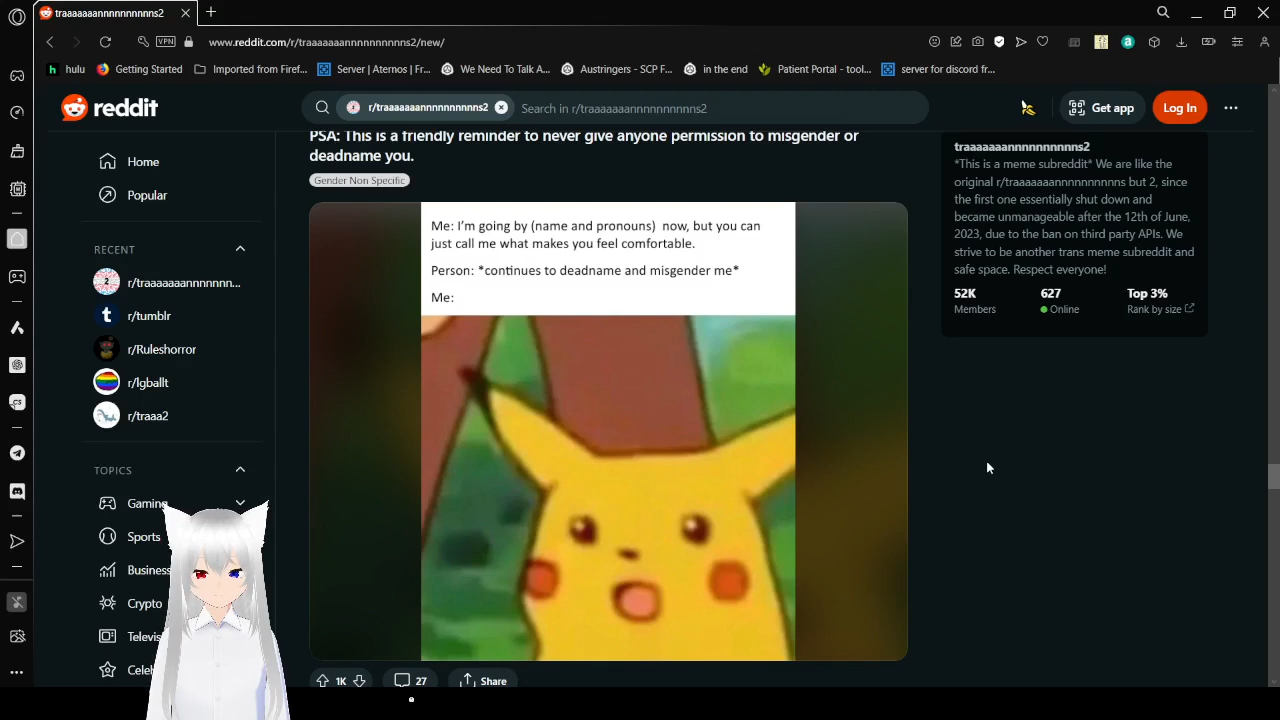 traaaaaaannnnnnnnnns2
VPN
www.reddit.com/r/traaaaaaannnnnnnnnns2/new/
hulu
Getting Started
Imported from Firef...
Server | Aternos | Fr...
We Need To Talk A...
Austringers - SCP F...
in the end
Patient Portal - tool...
server for discord fr...
reddit
r/traaaaaaannnnnnnnnns2
Search in r/traaaaaaannnnnnnnnns2
Get app
Log In
Home
Popular
RECENT
r/traaaaaaannnnnnn...
r/tumblr
r/Ruleshorror
r/lgballt
r/traaa2
TOPICS
Gaming
Sports
Business
Crypto
Televi
Celeb
PSA: This is a friendly reminder to never give anyone permission to misgender or
deadname you.
Gender Non Specific
Me: I'm going by (name and pronouns) now, but you can
just call me what makes you feel comfortable.
Person: *continues to deadname and misgender me*
Me:
1K
27
Share
traaaaaaannnnnnnnnns2
*This is a meme subreddit* We are like the
original r/traaaaaaannnnnnnnnns but 2, since
the first one essentially shut down and
became unmanageable after the 12th of June,
2023, due to the ban on third party APIs. We
strive to be another trans meme subreddit and
safe space. Respect everyone!
52K
Members
627
Online
Top 3%
Rank by size